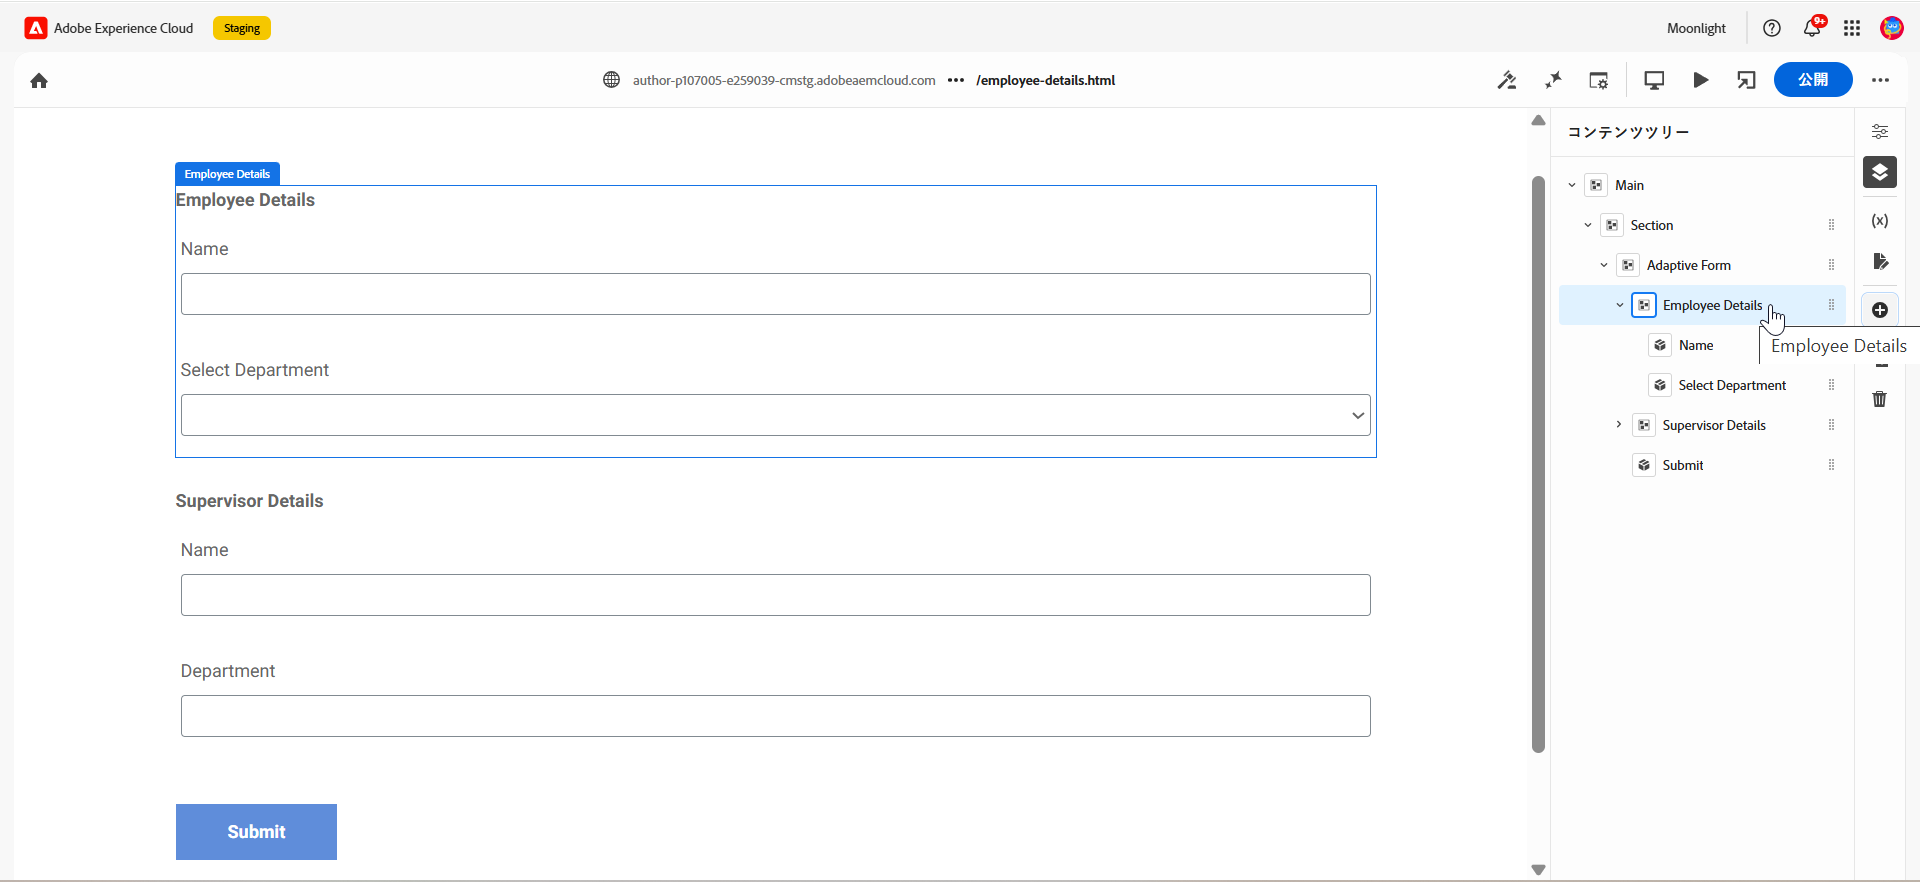 Adobe Experience Cloud
Staging
Moonlight
9+
author-p107005-e259039-cmstg.adobeaemcloud.com ••• /employee-details.html
公開
コンテンツツリー
Main
Section
Adaptive Form
Employee Details
Name
Employee Details
Select Department
Supervisor Details
Submit
(x)
Employee Details
Employee Details
Name
Select Department
Supervisor Details
Name
Department
Submit